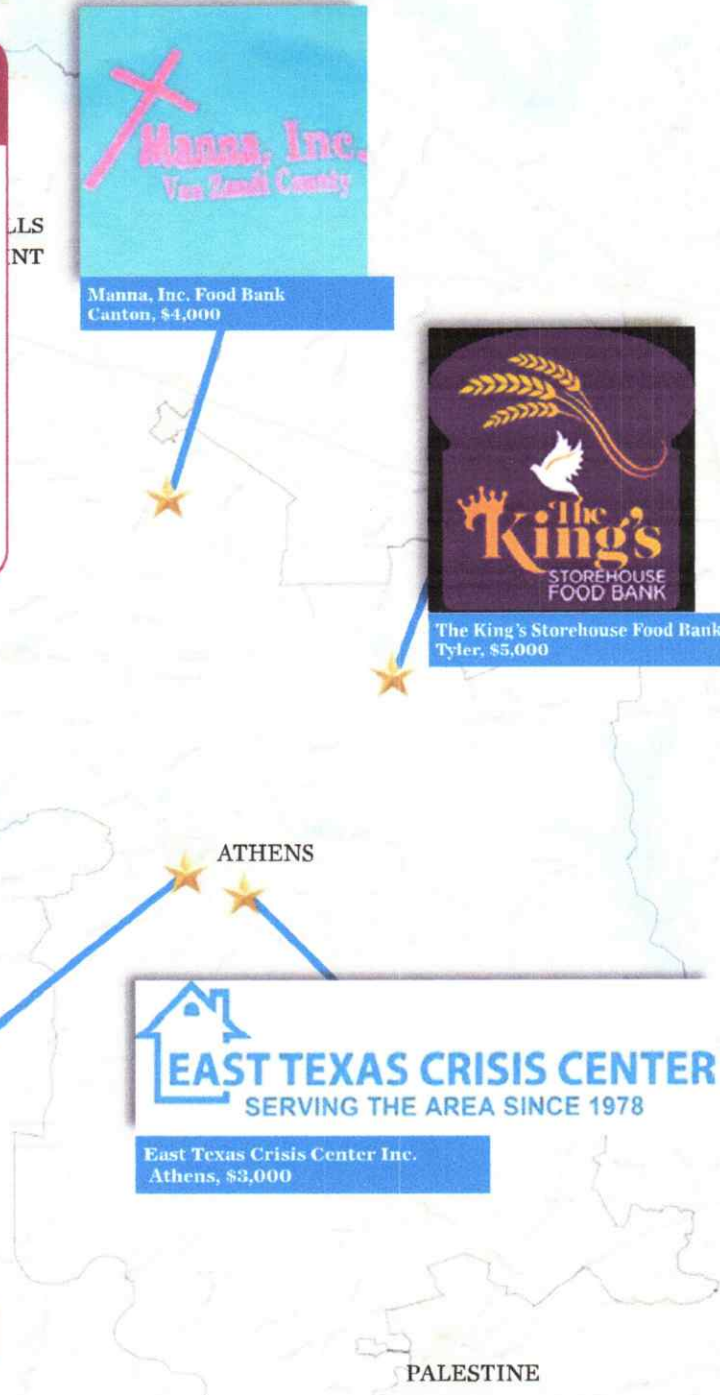 Manna, Inc.
Van Zandt County
LLS
INT
Manna, Inc. Food Bank
Canton, $4,000
The
King's
STOREHOUSE
FOOD BANK
The King's Storehouse Food Bank
Tyler, $5,000
ATHENS
EAST TEXAS CRISIS CENTER
SERVING THE AREA SINCE 1978
East Texas Crisis Center Inc.
Athens, $3,000
PALESTINE